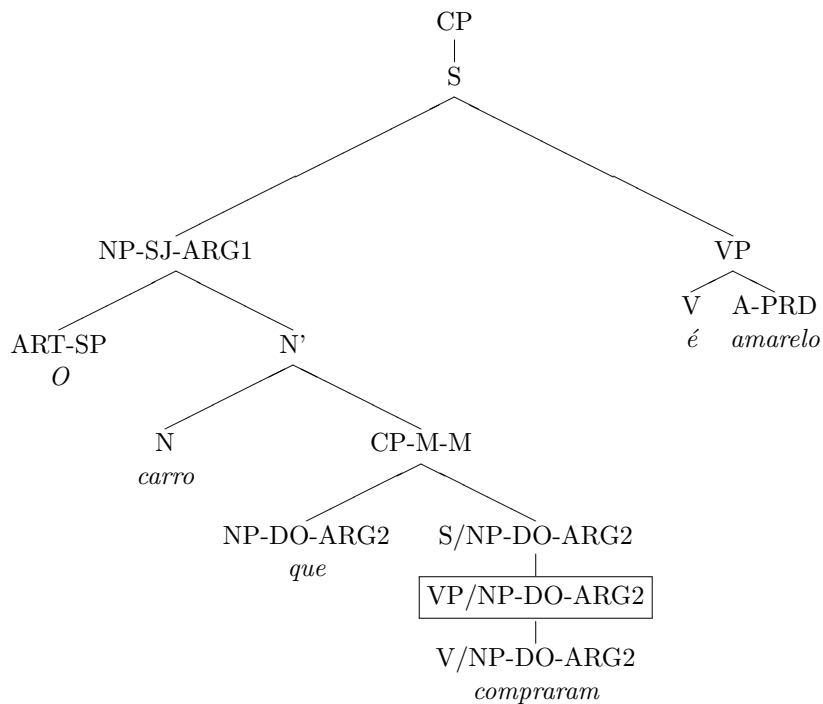 CP
S
NP-SJ-ARG1 VP
ART-SP N' V A-PRD
O é amarelo
N CP-M-M
carro
NP-DO-ARG2 S/NP-DO-ARG2
que
VP/NP-DO-ARG2
V/NP-DO-ARG2
compraram